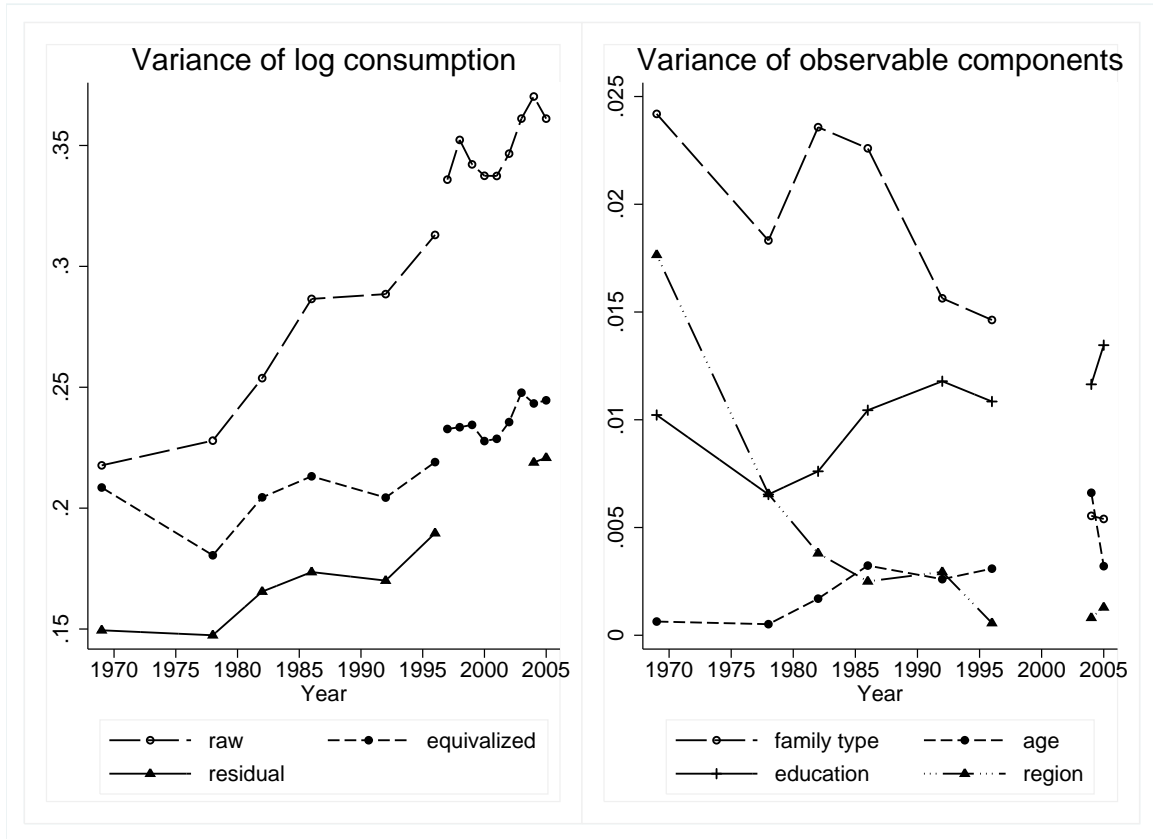 Variance of log consumption
.35
.3
.25
.2
.15
1970 1975 1980 1985 1990 1995 2000 2005
Year
raw equivalized
residual
Variance of observable components
.025
.02
.015
.01
.005
0
1970 1975 1980 1985 1990 1995 2000 2005
Year
family type age
education region